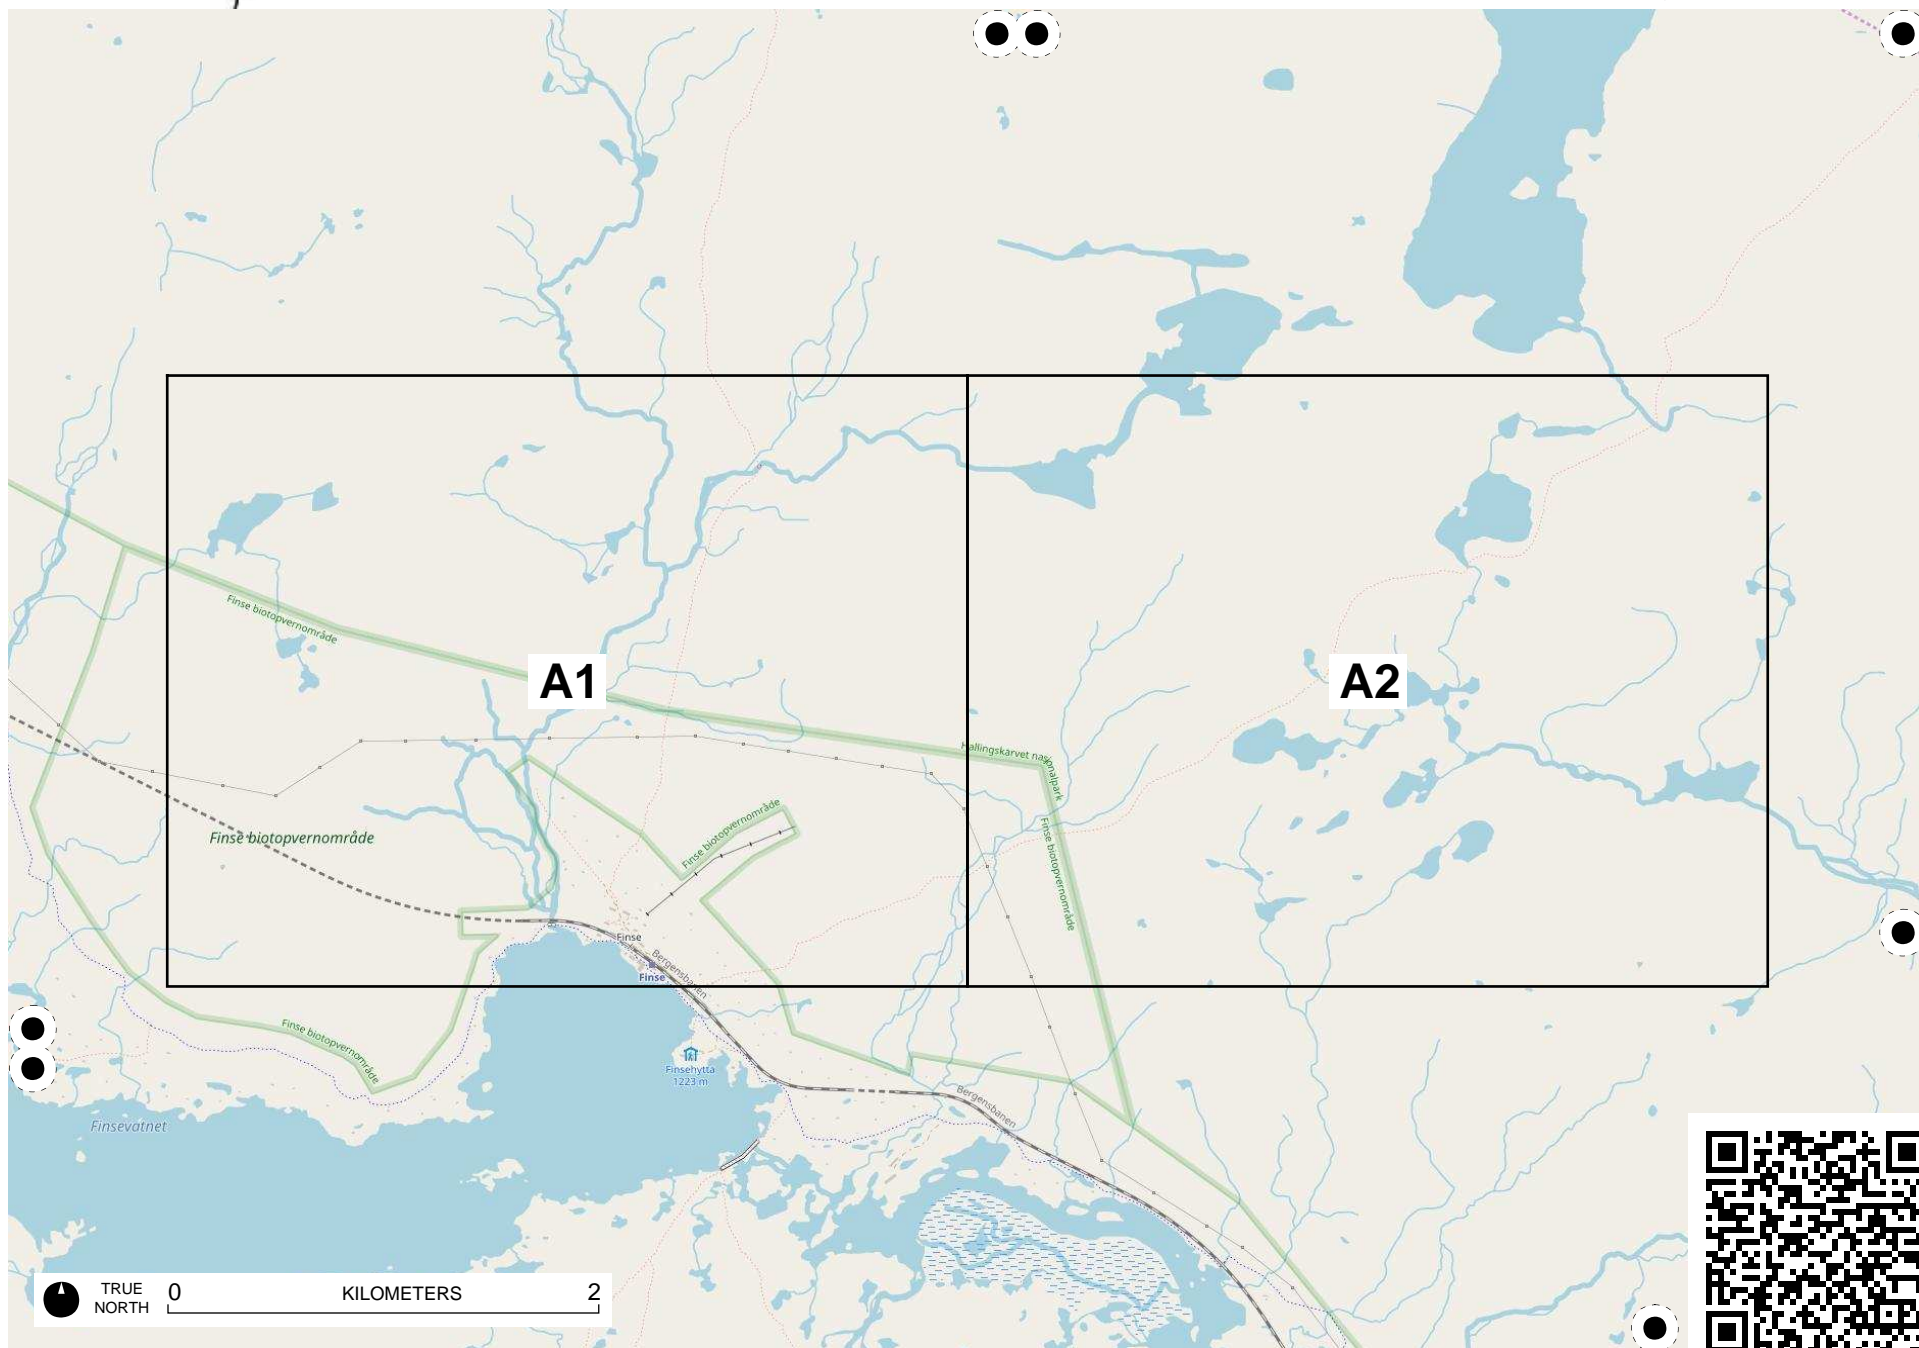 Finse biotopvernområde
A1
A2
Hallingskarvet nasjonalpark
Finse biotopvernområde
Finse biotopvernområde
Finse biotopvernområde
Finse
Bergensbanen
Finse
Finse biotopvernområde
Finsehytta
1223 m
Bergensbanen
Finsevatnet
TRUE
NORTH
0 KILOMETERS 2